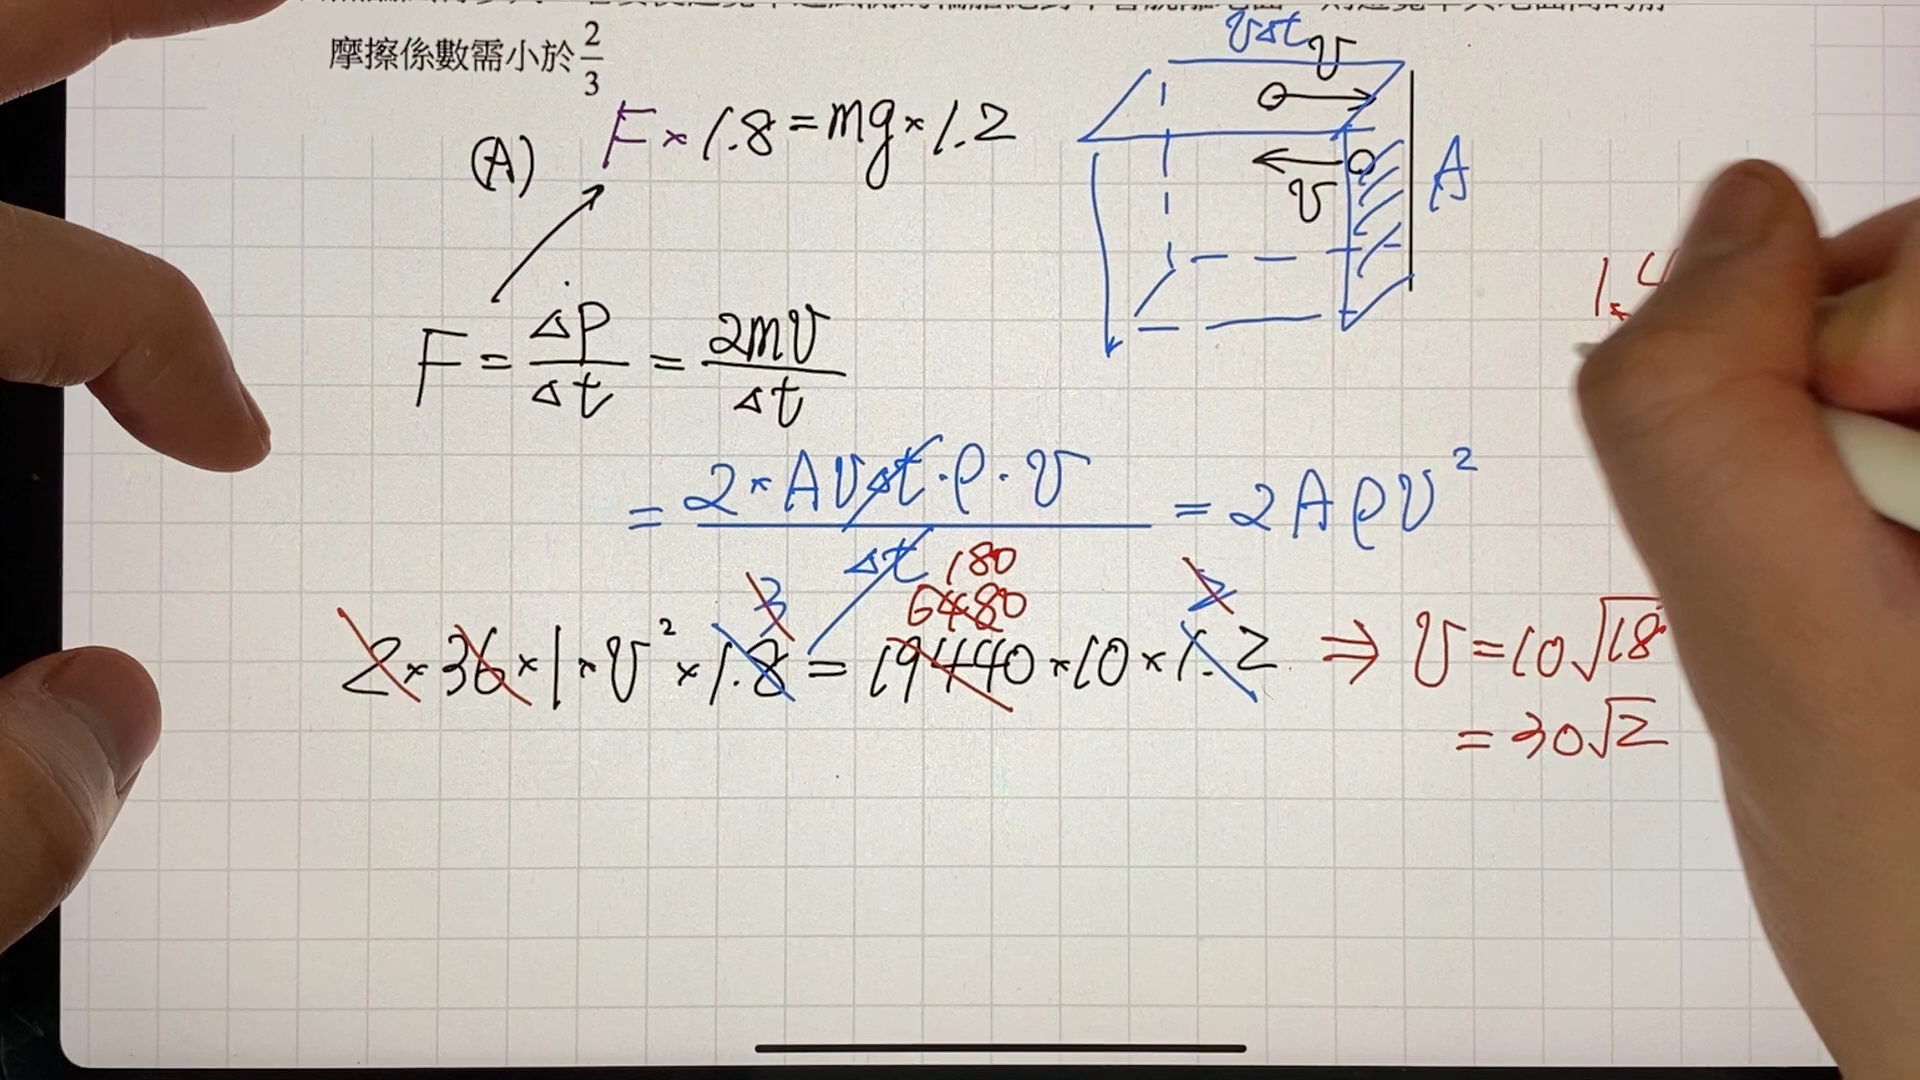 摩擦係數需小於 2/3
vΔt
v
(A) F × 1.8 = mg × 1.2
v
A
1.4
F = ΔP/Δt = 2mv/Δt
= 2×AvΔt·ρ·v/Δt = 2Aρv²
180
3 6480 2
2×36×1×v²×1.8 = 19440×10×1.2 ⇒ v = 10√18
= 30√2